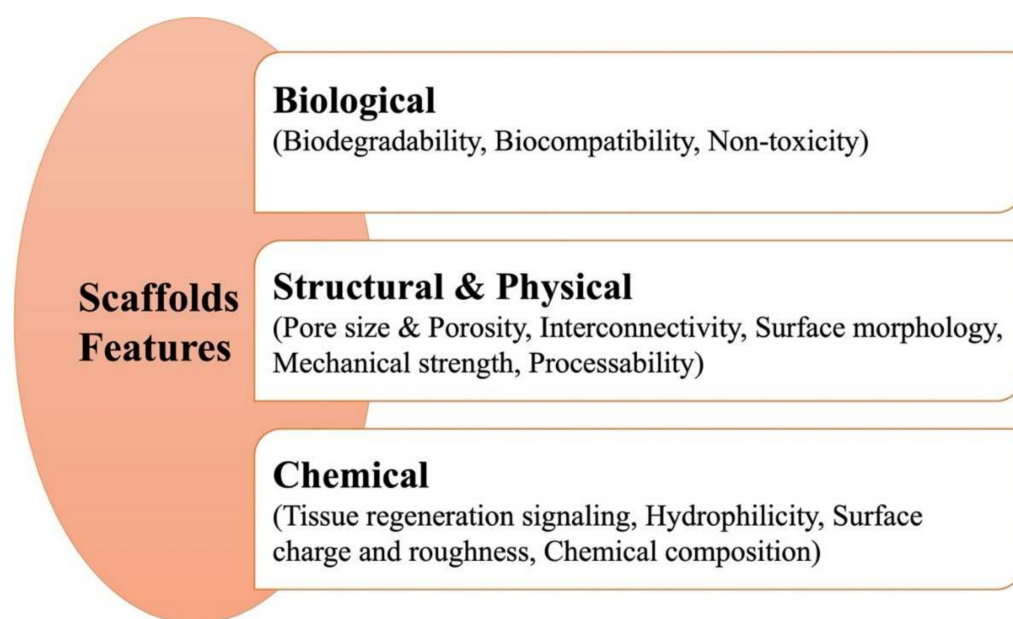 Scaffolds
Features
Biological
(Biodegradability, Biocompatibility, Non-toxicity)
Structural & Physical
(Pore size & Porosity, Interconnectivity, Surface morphology,
Mechanical strength, Processability)
Chemical
(Tissue regeneration signaling, Hydrophilicity, Surface
charge and roughness, Chemical composition)